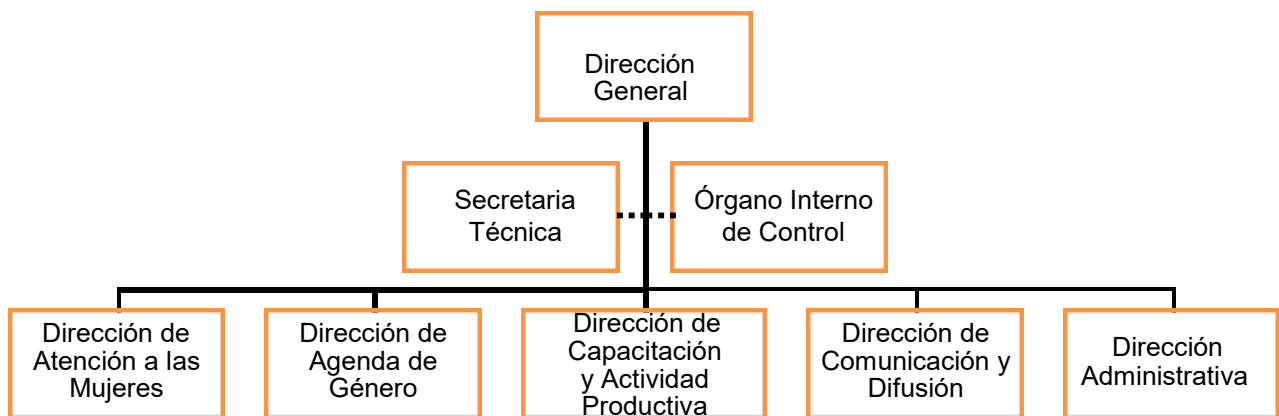 Dirección
General
Secretaria
Técnica
Órgano Interno
de Control
Dirección de
Atención a las
Mujeres
Dirección de
Agenda de
Género
Dirección de
Capacitación
y Actividad
Productiva
Dirección de
Comunicación y
Difusión
Dirección
Administrativa